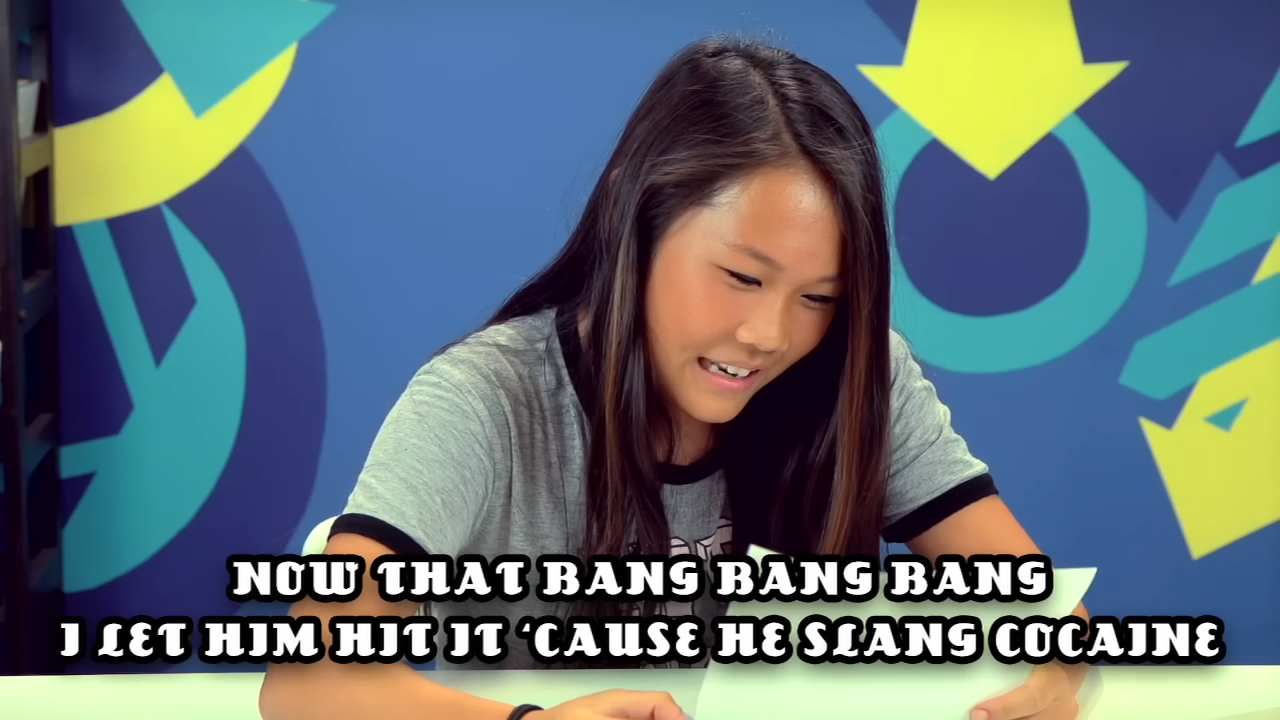 NOW THAT BANG BANG BANG
I LET HIM HIT IT ‘CAUSE HE SLANG COCAINE